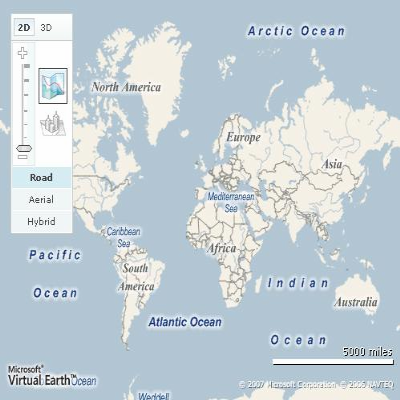 2D 3D
Arctic Ocean
North America
Europe
Asia
Road
Mediterranean
Sea
Aerial
Hybrid
Caribbean
Sea
Africa
Pacific
Ocean
South
America
Indian
Ocean
Australia
Atlantic Ocean
5000 miles
Microsoft®
Virtual Earth™
Ocean
Weddell
© 2007 Microsoft Corporation © 2006 NAVTEQ